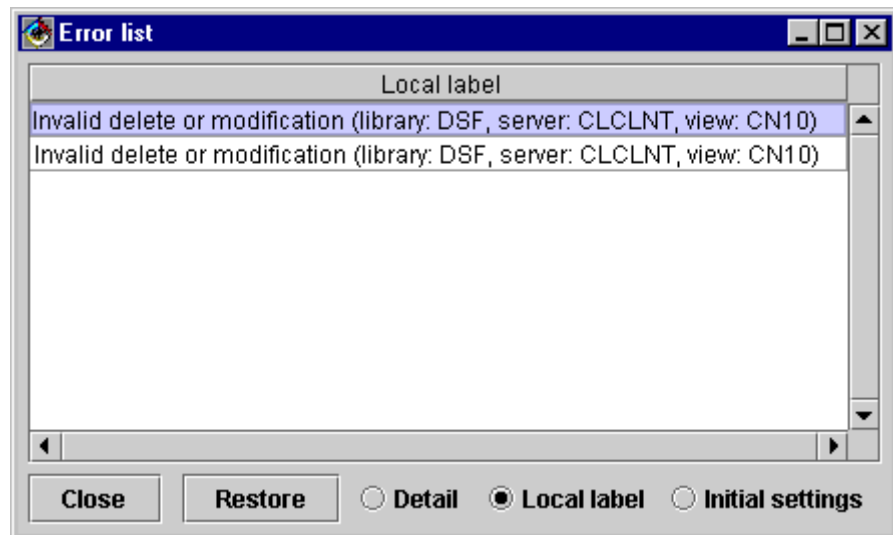 Error list
Local label
Invalid delete or modification (library: DSF, server: CLCLNT, view: CN10)
Invalid delete or modification (library: DSF, server: CLCLNT, view: CN10)
Close Restore Detail Local label Initial settings